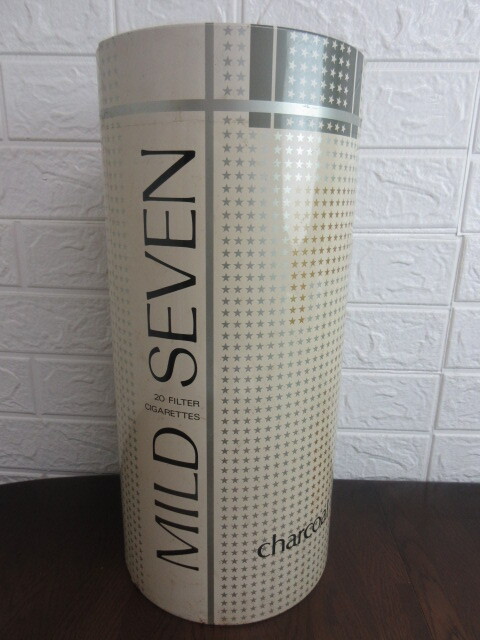 MILD SEVEN
20 FILTER
CIGARETTES
charcoal